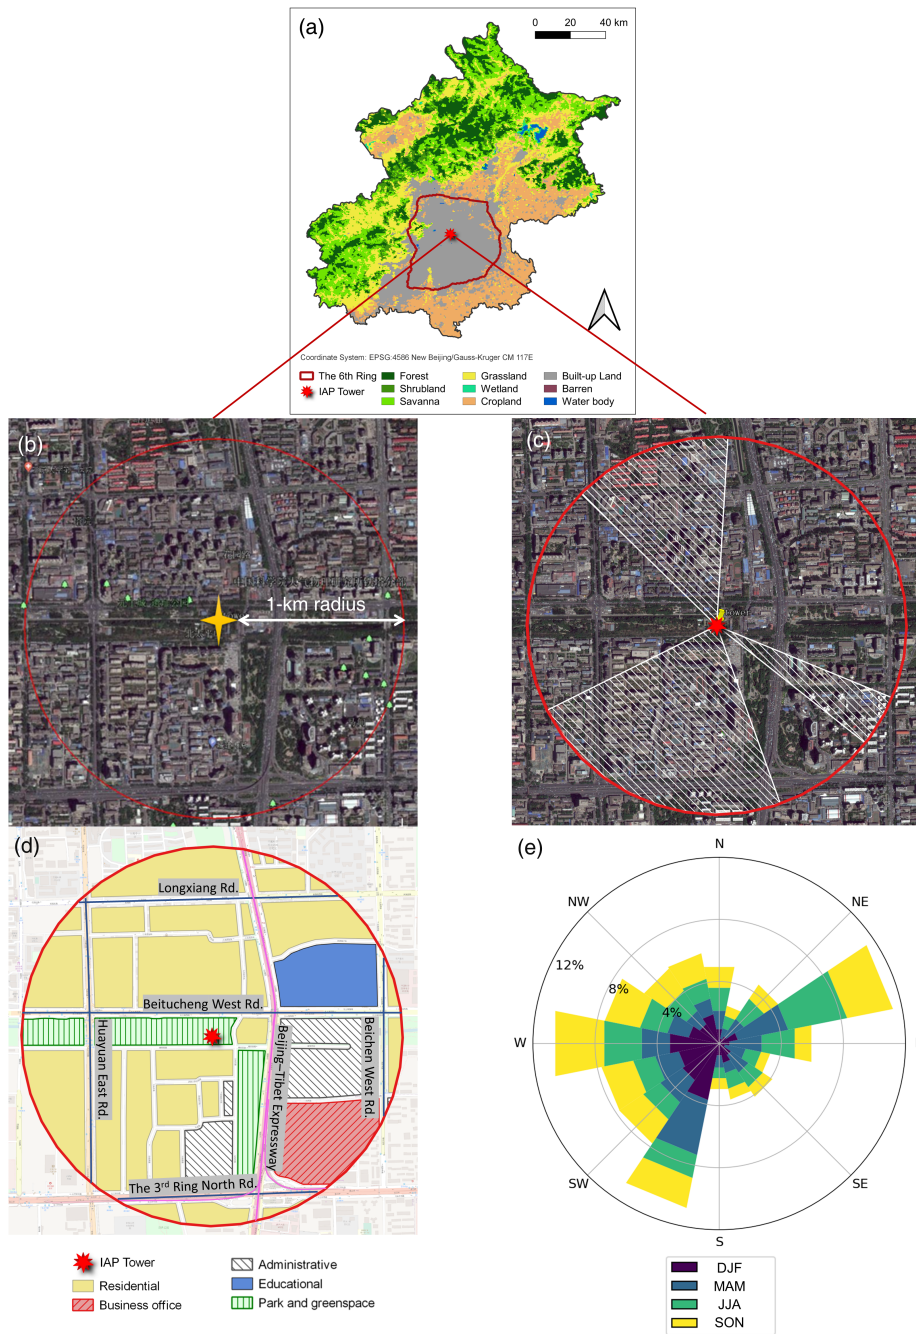 (a)
0 20 40 km
Coordinate System: EPSG:4586 New Beijing/Gauss-Kruger CM 117E
The 6th Ring
IAP Tower
Forest
Shrubland
Savanna
Grassland
Wetland
Cropland
Built-up Land
Barren
Water body
(b)
1-km radius
(c)
(d)
Longxiang Rd.
Beitucheng West Rd.
Huayuan East Rd.
Beijing–Tibet Expressway
Beichen West Rd.
The 3rd Ring North Rd.
IAP Tower
Residential
Business office
Administrative
Educational
Park and greenspace
(e)
N
NW
NE
12%
8%
4%
W
SW
SE
S
DJF
MAM
JJA
SON